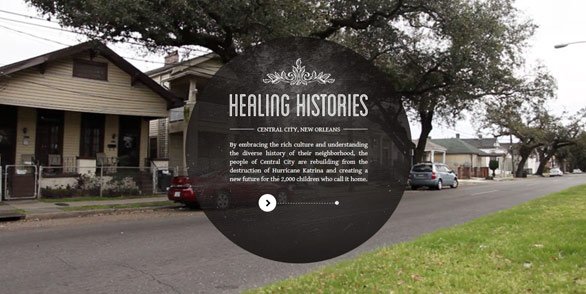 HEALING HISTORIES
CENTRAL CITY, NEW ORLEANS
By embracing the rich culture and understanding
the diverse history of their neighborhood, the
people of Central City are rebuilding from the
destruction of Hurricane Katrina and creating a
new future for the 2,000 children who call it home.